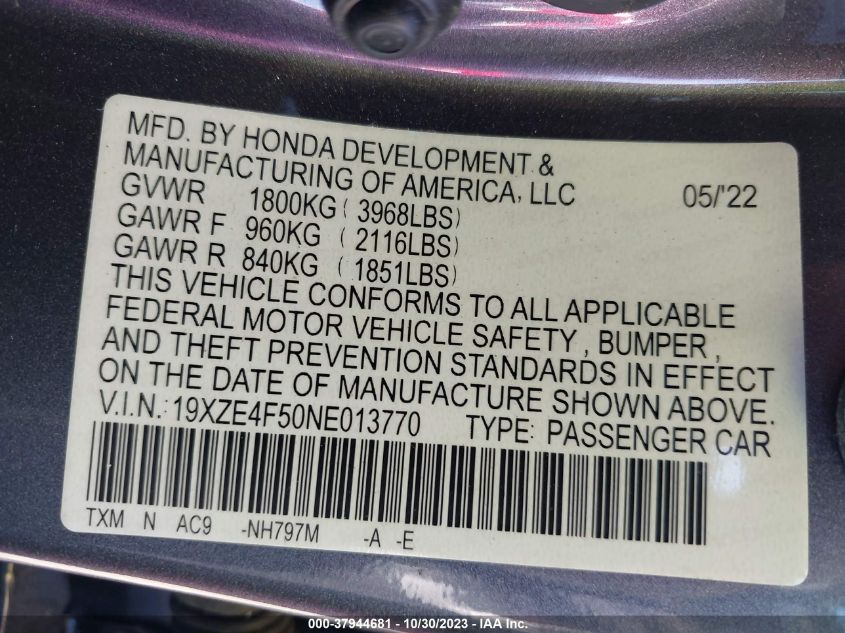 MFD. BY HONDA DEVELOPMENT &
MANUFACTURING OF AMERICA, LLC 05/'22
GVWR 1800KG ( 3968LBS)
GAWR F 960KG ( 2116LBS)
GAWR R 840KG ( 1851LBS)
THIS VEHICLE CONFORMS TO ALL APPLICABLE
FEDERAL MOTOR VEHICLE SAFETY , BUMPER ,
AND THEFT PREVENTION STANDARDS IN EFFECT
ON THE DATE OF MANUFACTURE SHOWN ABOVE.
V.I.N.: 19XZE4F50NE013770 TYPE: PASSENGER CAR
TXM N AC9 -NH797M -A -E
000-37944681 - 10/30/2023 - IAA Inc.